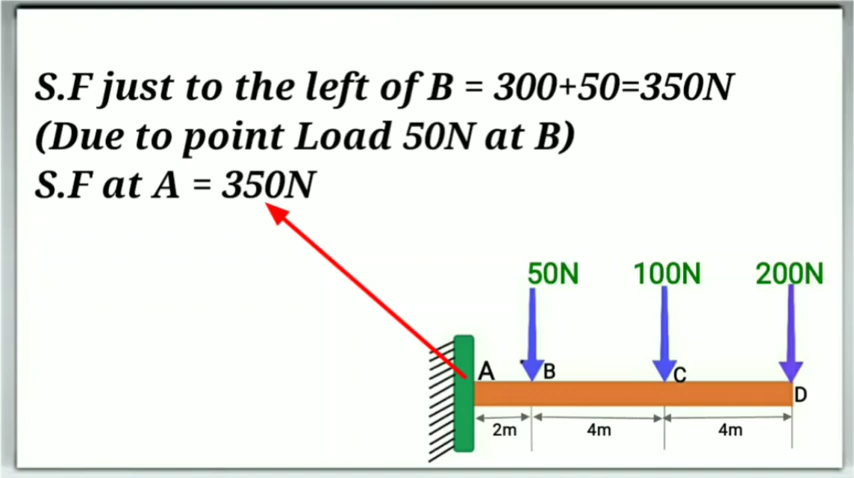 S.F just to the left of B = 300+50=350N
(Due to point Load 50N at B)
S.F at A = 350N
50N 100N 200N
A B C D
2m 4m 4m